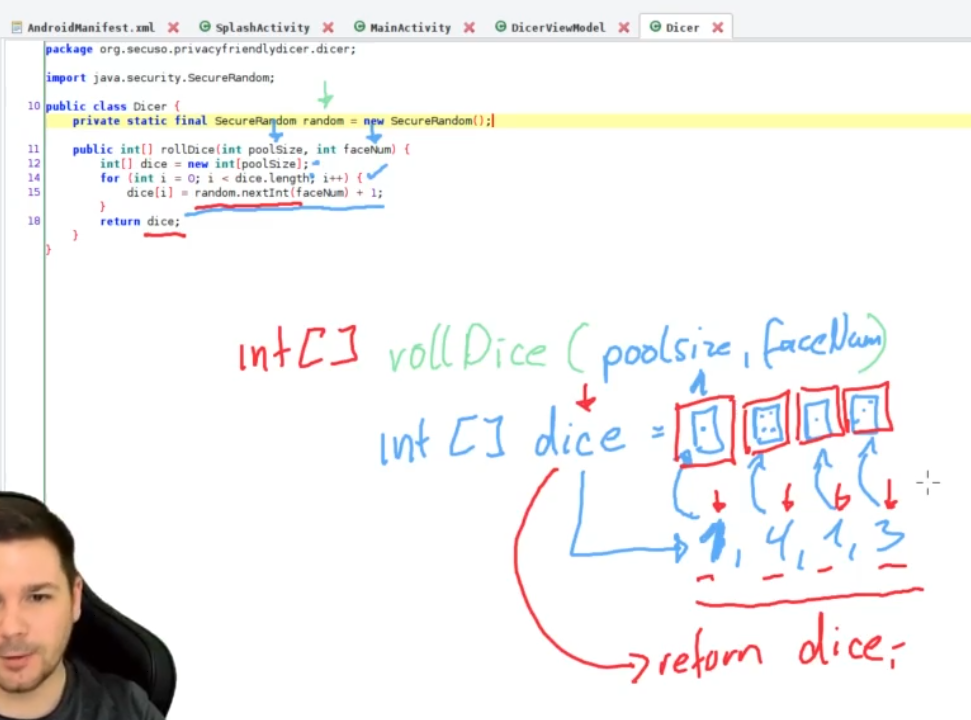 AndroidManifest.xml SplashActivity MainActivity DicerViewModel Dicer
package org.secuso.privacyfriendlydicer.dicer;
import java.security.SecureRandom;
10 public class Dicer {
private static final SecureRandom random = new SecureRandom();
11 public int[] rollDice(int poolSize, int faceNum) {
12 int[] dice = new int[poolSize];
14 for (int i = 0; i < dice.length; i++) {
15 dice[i] = random.nextInt(faceNum) + 1;
}
18 return dice;
}
}
int[] rollDice (poolsize, faceNum)
int [] dice =
1, 4, 1, 3
return dice;